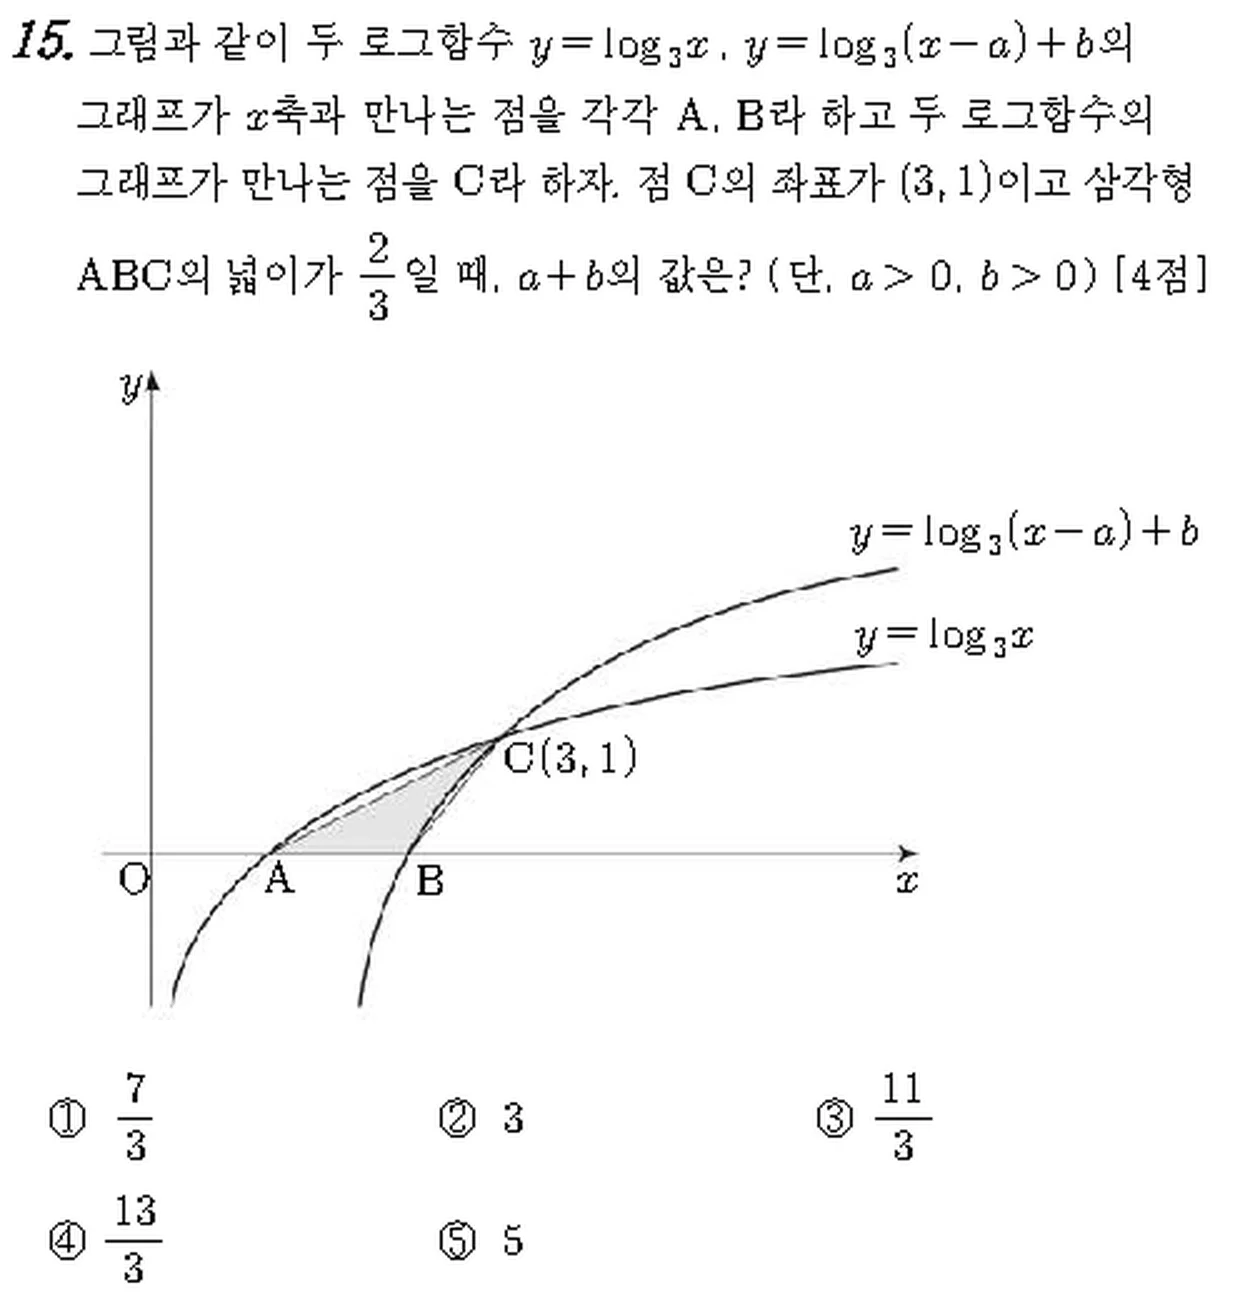 15. 그림과 같이 두 로그함수 y = log₃x, y = log₃(x − a) + b의
그래프가 x축과 만나는 점을 각각 A, B라 하고 두 로그함수의
그래프가 만나는 점을 C라 하자. 점 C의 좌표가 (3, 1)이고 삼각형
ABC의 넓이가 2/3일 때, a + b의 값은? (단, a > 0, b > 0) [4점]
y
y = log₃(x − a) + b
y = log₃x
C(3, 1)
O A B x
① 7/3 ② 3 ③ 11/3
④ 13/3 ⑤ 5